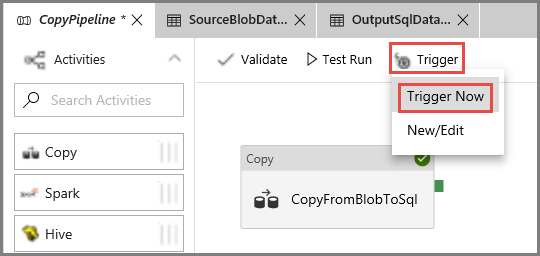 CopyPipeline *
SourceBlobDat...
OutputSqlData...
Activities
Validate
Test Run
Trigger
Search Activities
Trigger Now
New/Edit
Copy
Copy
CopyFromBlobToSql
Spark
Hive